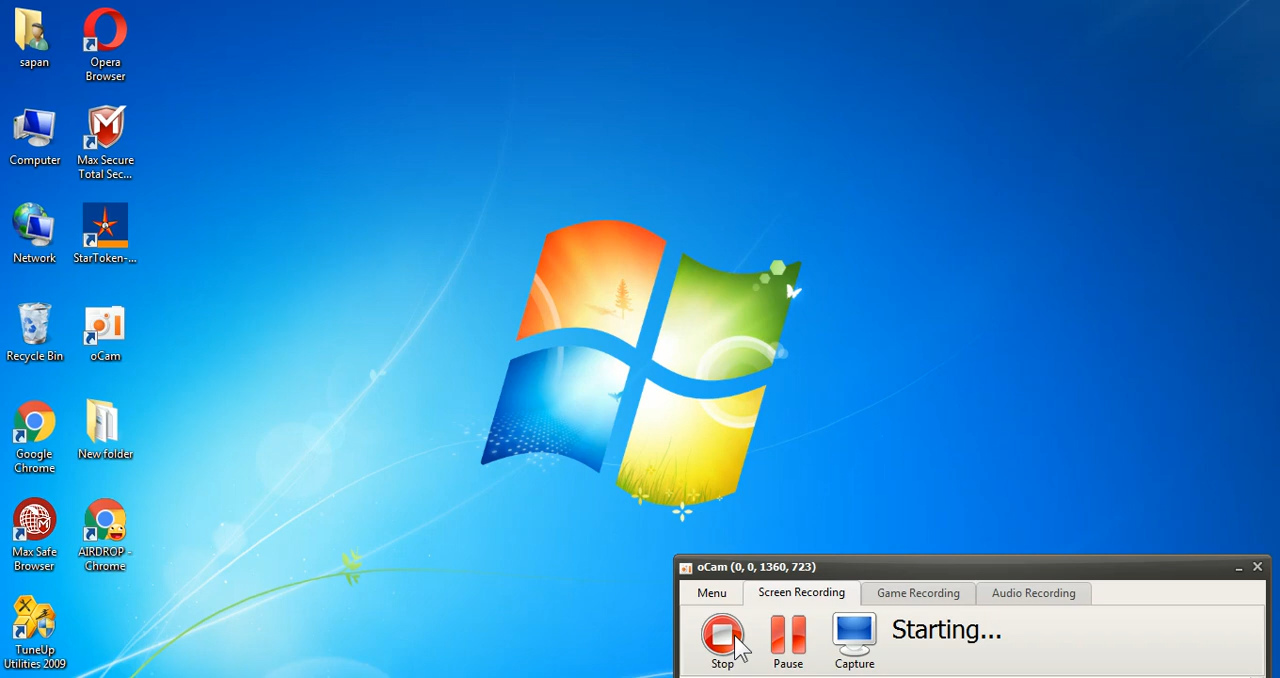 sapan
Opera
Browser
Computer
Max Secure
Total Sec...
Network
StarToken-...
Recycle Bin
oCam
Google
Chrome
New folder
Max Safe
Browser
AIRDROP -
Chrome
TuneUp
Utilities 2009
oCam (0, 0, 1360, 723)
Menu
Screen Recording
Game Recording
Audio Recording
Stop
Pause
Capture
Starting...